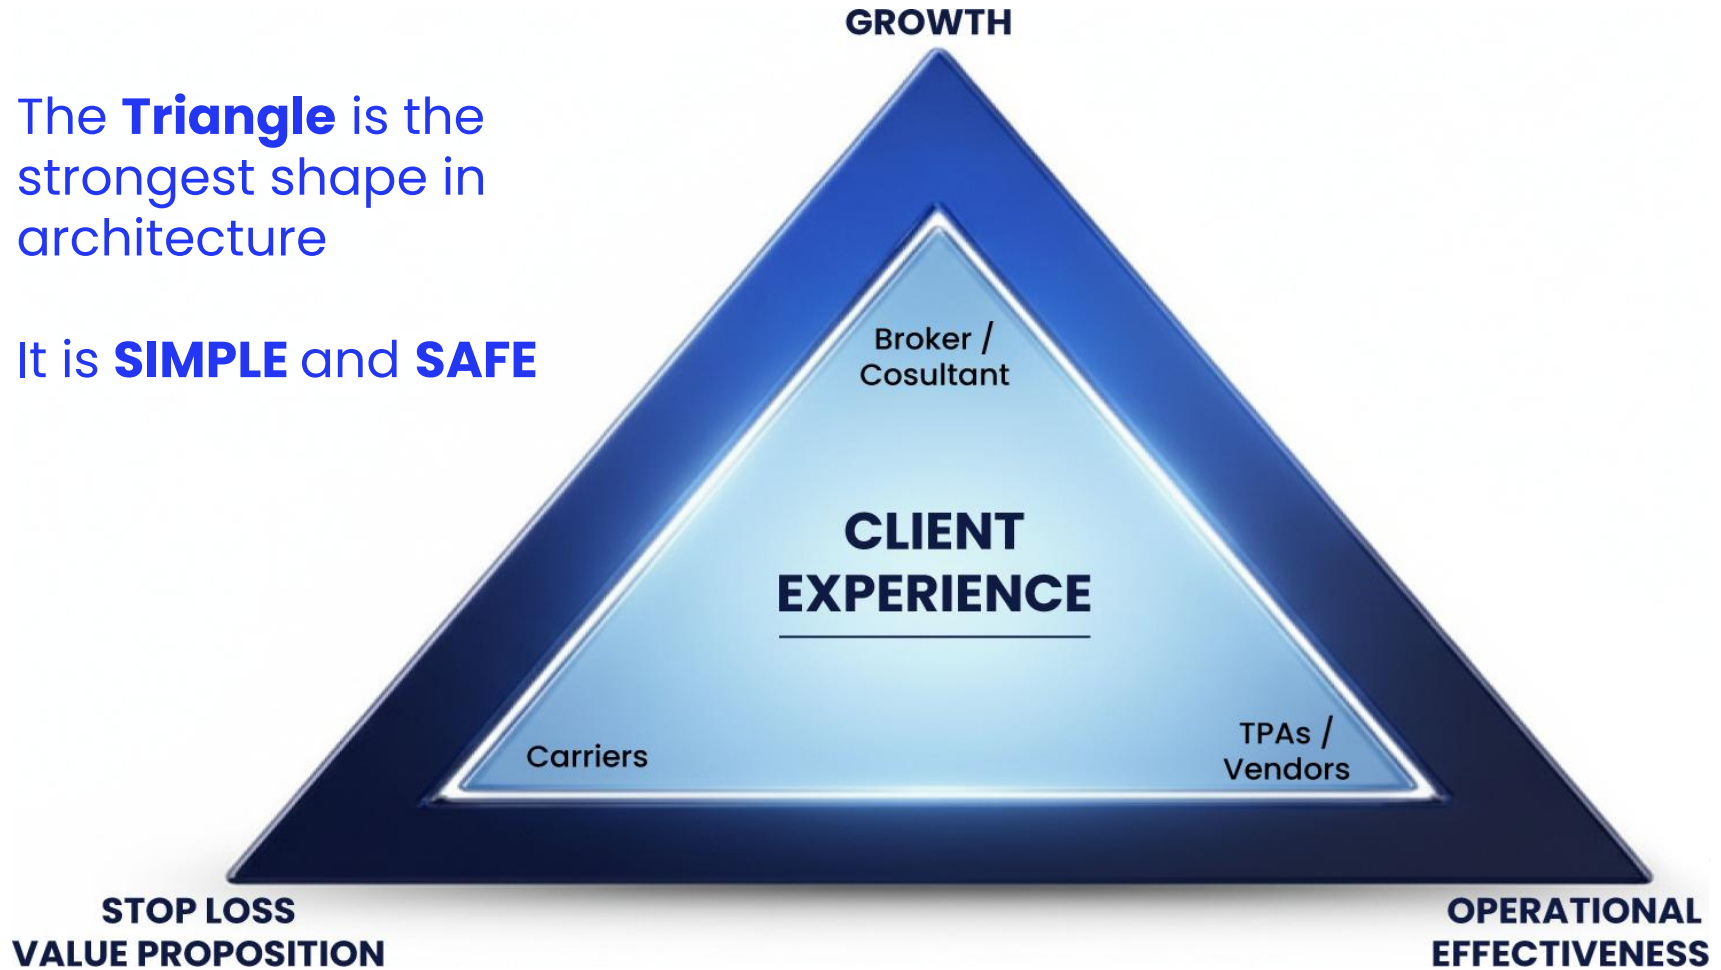 GROWTH
The Triangle is the
strongest shape in
architecture
It is SIMPLE and SAFE
Broker /
Cosultant
CLIENT
EXPERIENCE
Carriers
TPAs /
Vendors
STOP LOSS
VALUE PROPOSITION
OPERATIONAL
EFFECTIVENESS